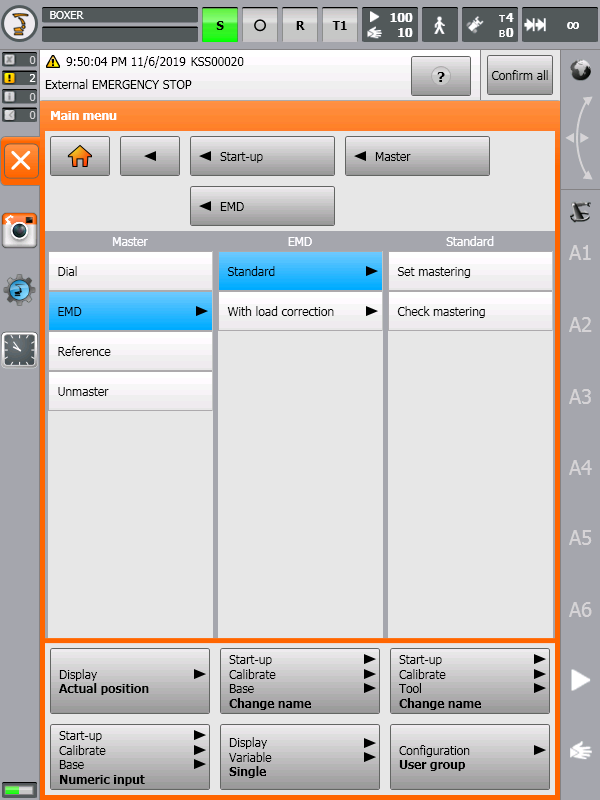 BOXER
S
O
R
T1
100
10
T4
B0
∞
0
2
0
0
9:50:04 PM 11/6/2019 KSS00020
External EMERGENCY STOP
?
Confirm all
Main menu
Start-up
Master
EMD
Master
EMD
Standard
Dial
Standard
Set mastering
EMD
With load correction
Check mastering
Reference
Unmaster
A1
A2
A3
A4
A5
A6
Display
Actual position
Start-up
Calibrate
Base
Change name
Start-up
Calibrate
Tool
Change name
Start-up
Calibrate
Base
Numeric input
Display
Variable
Single
Configuration
User group